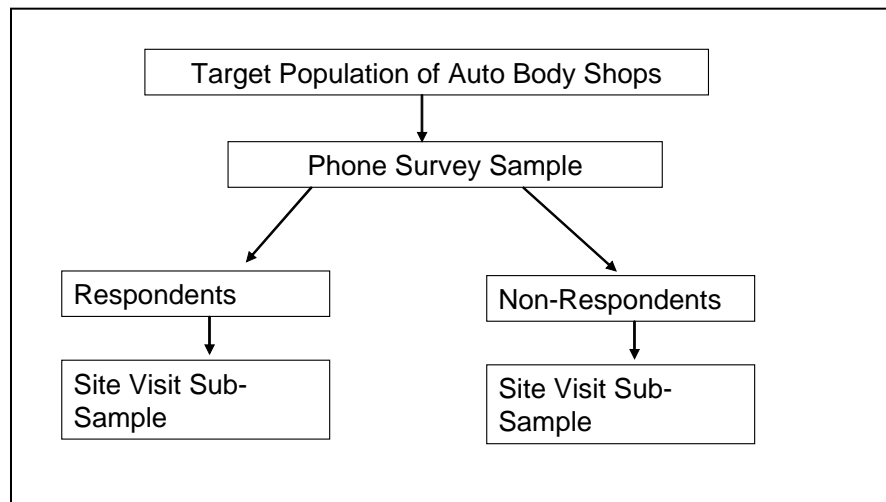 Target Population of Auto Body Shops
Phone Survey Sample
Respondents
Non-Respondents
Site Visit Sub-
Sample
Site Visit Sub-
Sample